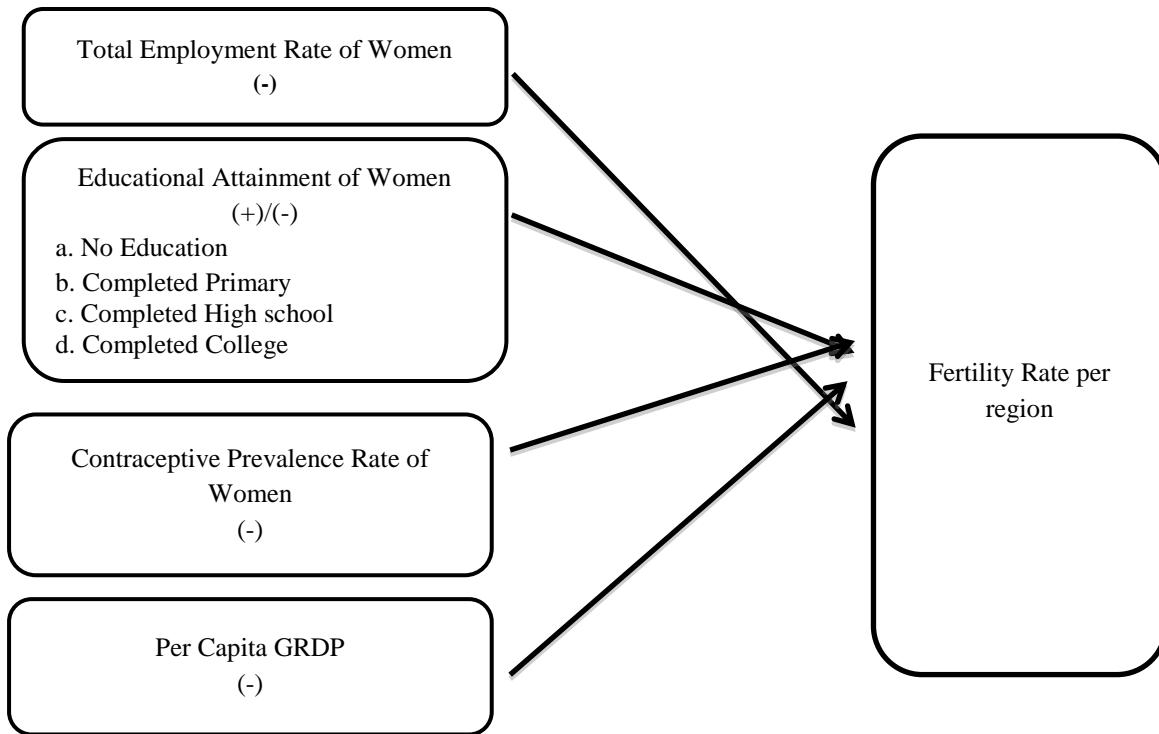 Total Employment Rate of Women
(-)
Educational Attainment of Women
(+)/(-)
a. No Education
b. Completed Primary
c. Completed High school
d. Completed College
Contraceptive Prevalence Rate of
Women
(-)
Per Capita GRDP
(-)
Fertility Rate per
region